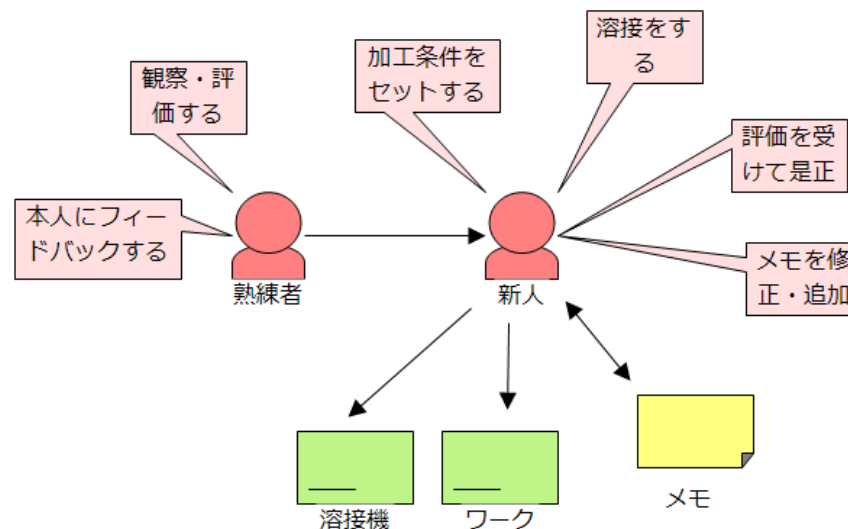 観察・評
価する
加工条件を
セットする
溶接をす
る
評価を受
けて是正
本人にフィー
ドバックする
メモを修
正・追加
熟練者
新人
溶接機
ワーク
メモ